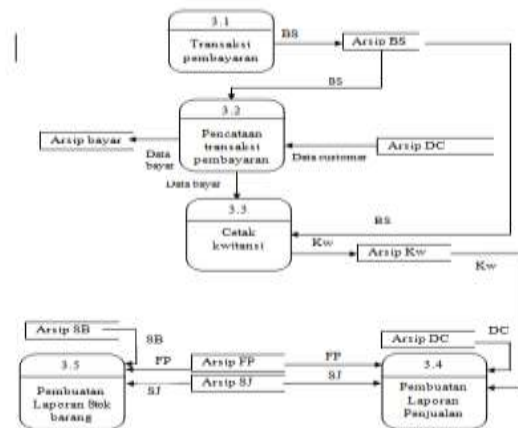 3.1
Transaksi
pembayaran
BS
Arsip BS
BS
3.2
Pencataan
transaksi
pembayaran
Arsip bayar
Data
bayar
Data customar
Arsip DC
Data bayar
3.3
Cetak
kwitansi
BS
Kw
Arsip Kw
Kw
Arsip SB
SB
Arsip DC
DC
3.5
Pembuatan
Laporan Stok
barang
FP
Arsip FP
FP
SJ
Arsip SJ
SJ
3.4
Pembuatan
Laporan
Penjualan